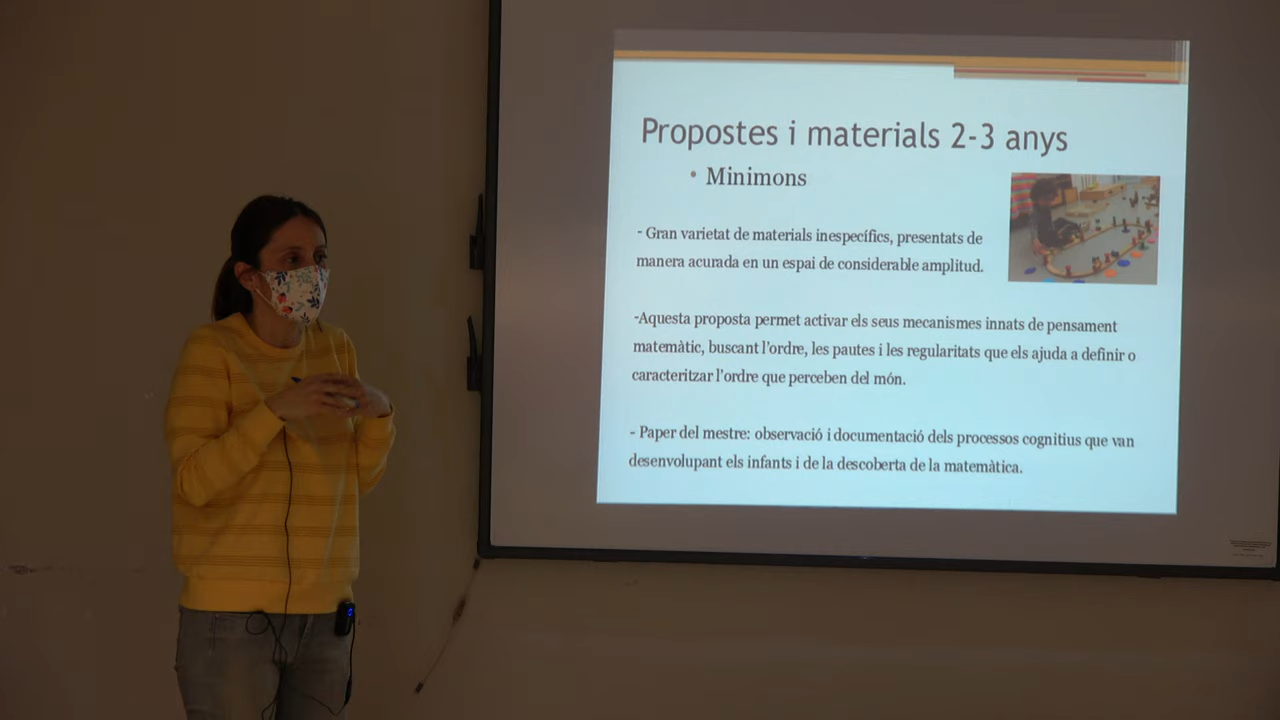 Propostes i materials 2-3 anys
• Minimons
- Gran varietat de materials inespecífics, presentats de
manera acurada en un espai de considerable amplitud.
-Aquesta proposta permet activar els seus mecanismes innats de pensament
matemàtic, buscant l'ordre, les pautes i les regularitats que els ajuda a definir o
caracteritzar l'ordre que perceben del món.
- Paper del mestre: observació i documentació dels processos cognitius que van
desenvolupant els infants i de la descoberta de la matemàtica.